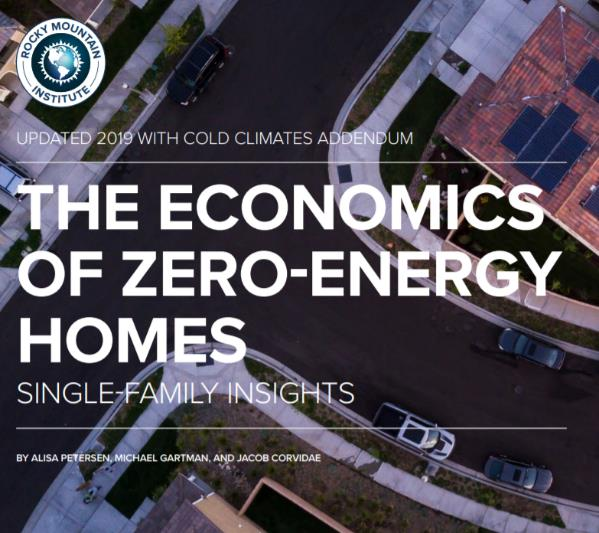 ROCKY MOUNTAIN
INSTITUTE
UPDATED 2019 WITH COLD CLIMATES ADDENDUM
THE ECONOMICS
OF ZERO-ENERGY
HOMES
SINGLE-FAMILY INSIGHTS
BY ALISA PETERSEN, MICHAEL GARTMAN, AND JACOB CORVIDAE